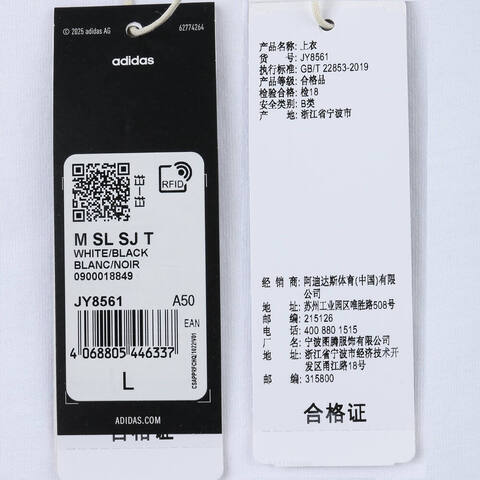 © 2025 adidas AG
62774264
adidas
RFID
M SL SJ T
WHITE/BLACK
BLANC/NOIR
0900018849
JY8561 A50
EAN
4 068805 446337
L
ADIDAS.COM
合格证
产品名称: 上衣
货 号: JY8561
执行标准: GB/T 22853-2019
产品等级: 合格品
检验合格: 检18
安全类别: B类
产 地: 浙江省宁波市
经 销 商: 阿迪达斯体育(中国)有限
公司
地 址: 苏州工业园区唯胜路508号
邮 编: 215126
电 话: 400 880 1515
厂 名: 宁波图腾服饰有限公司
地 址: 浙江省宁波市经济技术开
发区甬江路18号
邮 编: 315800
合格证